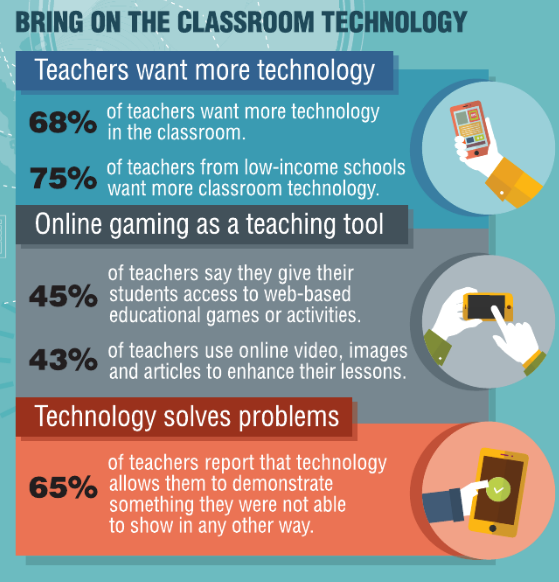 BRING ON THE CLASSROOM TECHNOLOGY
Teachers want more technology
68% of teachers want more technology
in the classroom.
75% of teachers from low-income schools
want more classroom technology.
Online gaming as a teaching tool
45% of teachers say they give their
students access to web-based
educational games or activities.
43% of teachers use online video, images
and articles to enhance their lessons.
Technology solves problems
65% of teachers report that technology
allows them to demonstrate
something they were not able
to show in any other way.